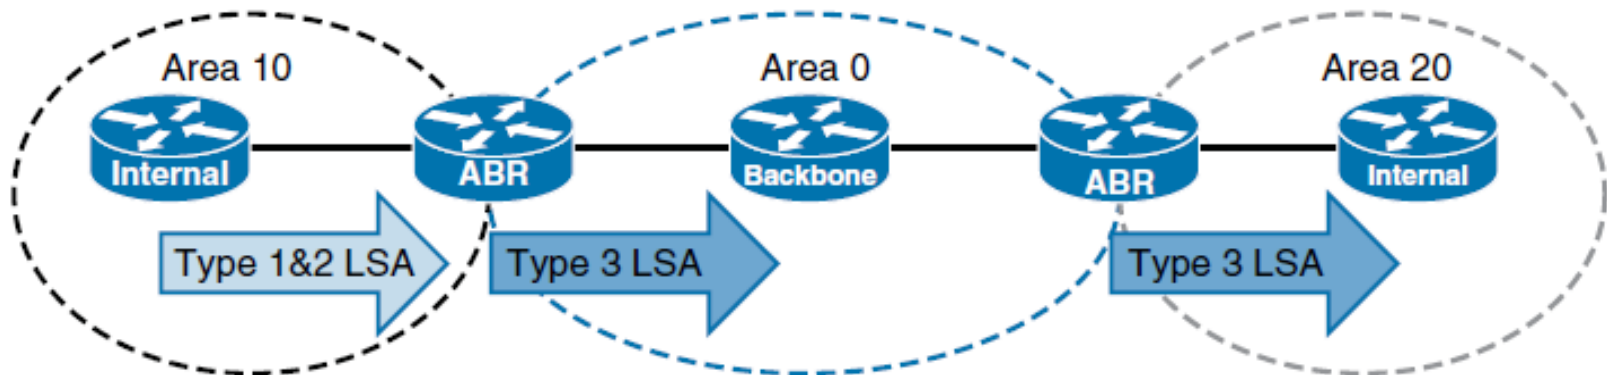 Area 10
Area 0
Area 20
Internal
ABR
Backbone
ABR
Internal
Type 1&2 LSA
Type 3 LSA
Type 3 LSA